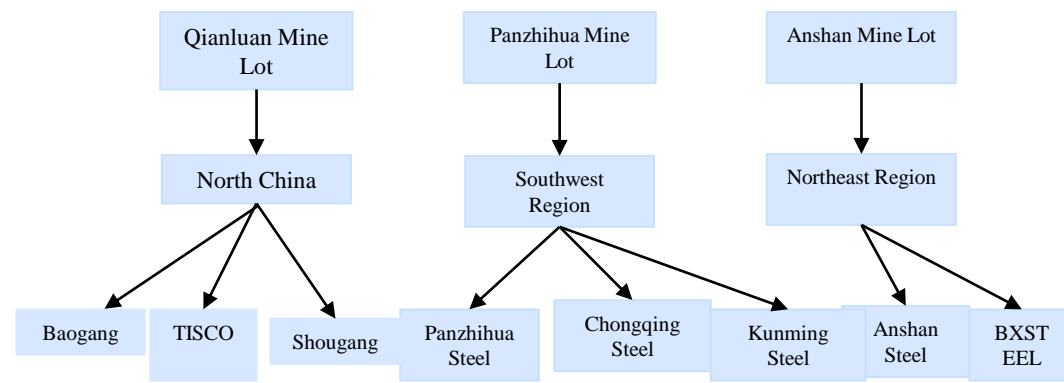 Qianluan Mine
Lot
Panzhihua Mine
Lot
Anshan Mine Lot
North China
Southwest
Region
Northeast Region
Baogang
TISCO
Shougang
Panzhihua
Steel
Chongqing
Steel
Kunming
Steel
Anshan
Steel
BXST
EEL